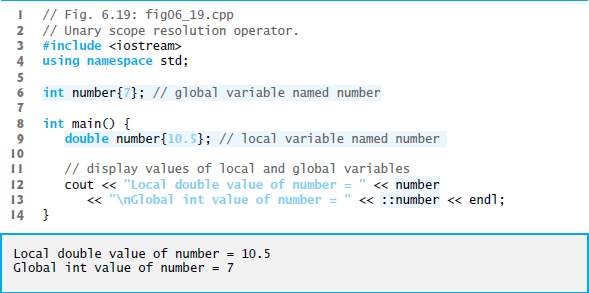 1 // Fig. 6.19: fig06_19.cpp
2 // Unary scope resolution operator.
3 #include <iostream>
4 using namespace std;
5
6 int number{7}; // global variable named number
7
8 int main() {
9 double number{10.5}; // local variable named number
10
11 // display values of local and global variables
12 cout << "Local double value of number = " << number
13 << "\nGlobal int value of number = " << ::number << endl;
14 }
Local double value of number = 10.5
Global int value of number = 7